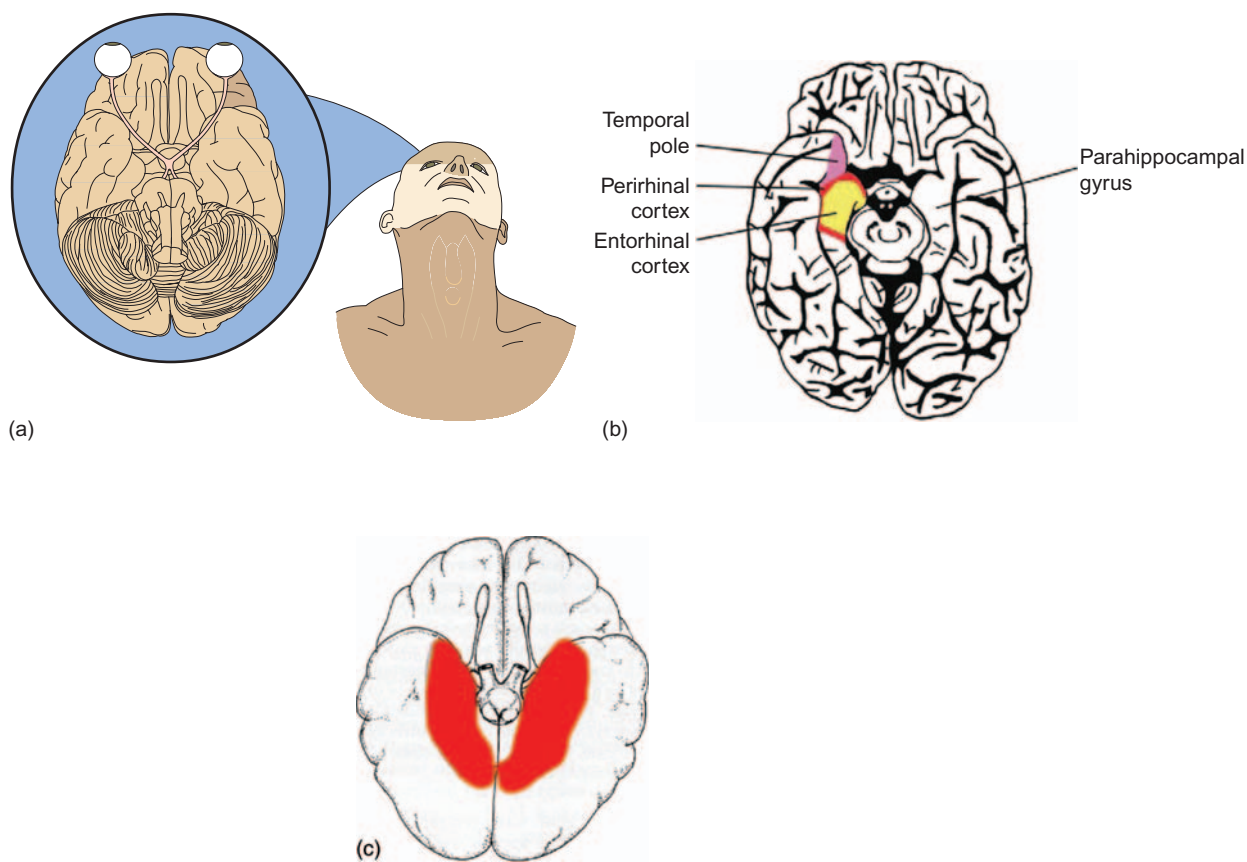 Temporal
pole
Perirhinal
cortex
Entorhinal
cortex
Parahippocampal
gyrus
(a)
(b)
(c)